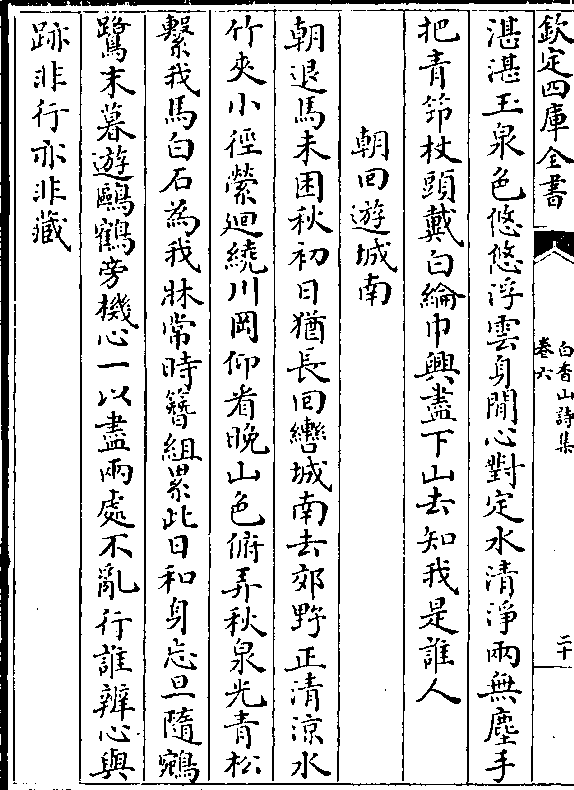 欽定四庫全書
白香山詩集
卷六
二十
湛湛玉泉色悠悠浮雲身閒心對定水清淨兩無塵手
把青筇杖頭戴白綸巾興盡下山去知我是誰人
朝回遊城南
朝退馬未困秋初日猶長回轡城南去郊野正清涼水
竹夾小徑縈迴繞川岡仰看晚山色俯弄秋泉光青松
繫我馬白石為我牀常時簪組累此日和身忘旦隨鵷
鷺末暮遊鷗鶴旁機心一以盡兩處不亂行誰辨心與
跡非行亦非藏